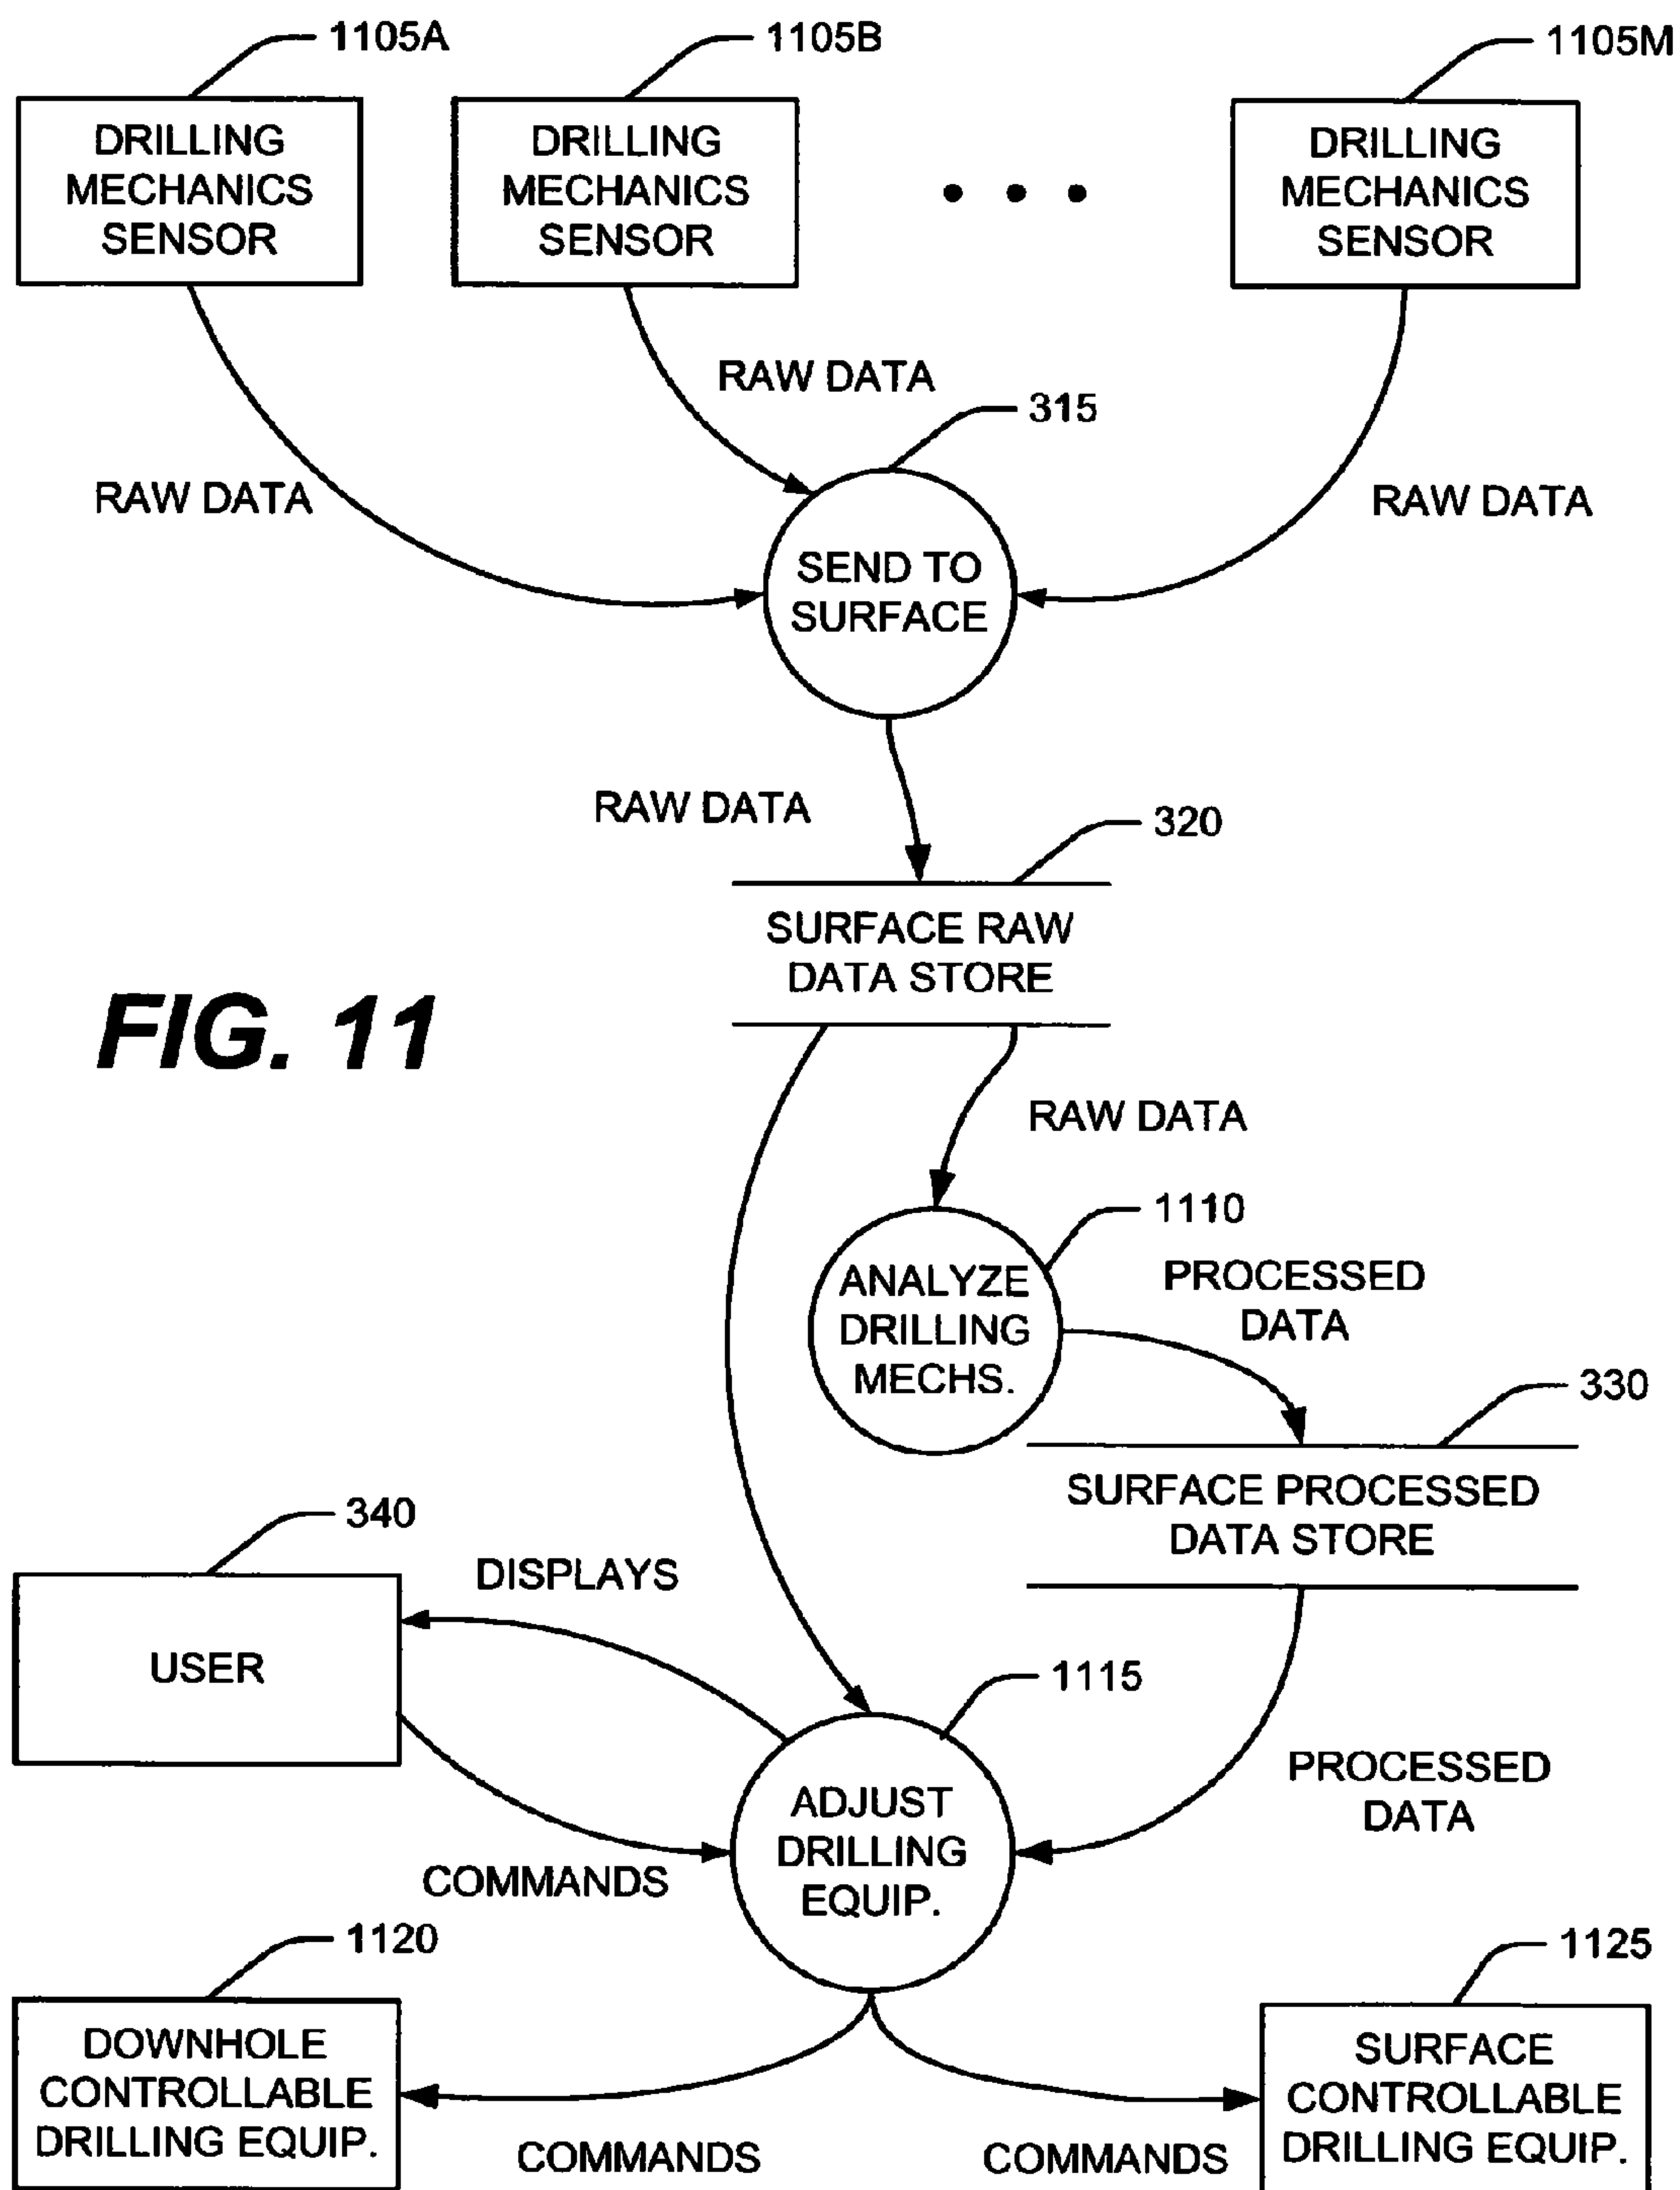 1105A
1105B
1105M
DRILLING
MECHANICS
SENSOR
DRILLING
MECHANICS
SENSOR
• • •
DRILLING
MECHANICS
SENSOR
RAW DATA
315
RAW DATA
RAW DATA
SEND TO
SURFACE
RAW DATA
320
SURFACE RAW
DATA STORE
FIG. 11
RAW DATA
1110
ANALYZE
DRILLING
MECHS.
PROCESSED
DATA
330
SURFACE PROCESSED
DATA STORE
340
DISPLAYS
USER
1115
PROCESSED
DATA
ADJUST
DRILLING
EQUIP.
COMMANDS
1120
1125
DOWNHOLE
CONTROLLABLE
DRILLING EQUIP.
SURFACE
CONTROLLABLE
DRILLING EQUIP.
COMMANDS
COMMANDS